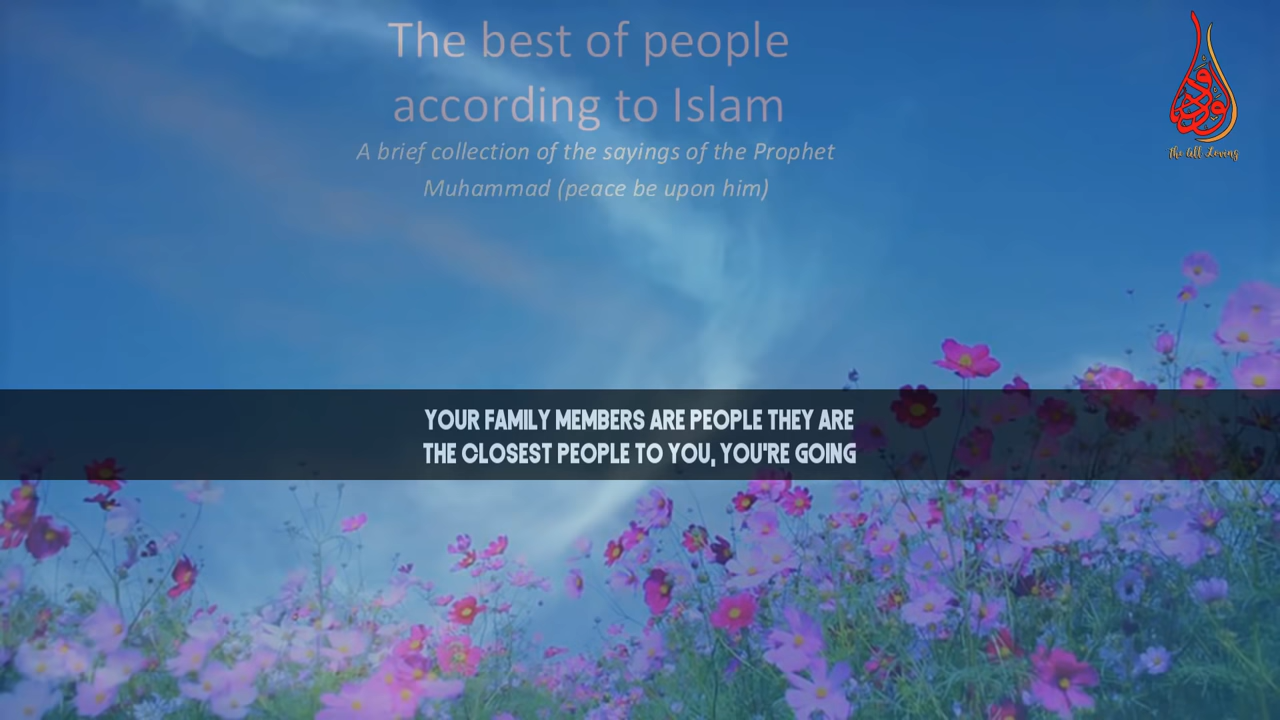 The best of people
according to Islam
A brief collection of the sayings of the Prophet
Muhammad (peace be upon him)
الودود
The All Loving
YOUR FAMILY MEMBERS ARE PEOPLE THEY ARE
THE CLOSEST PEOPLE TO YOU, YOU'RE GOING